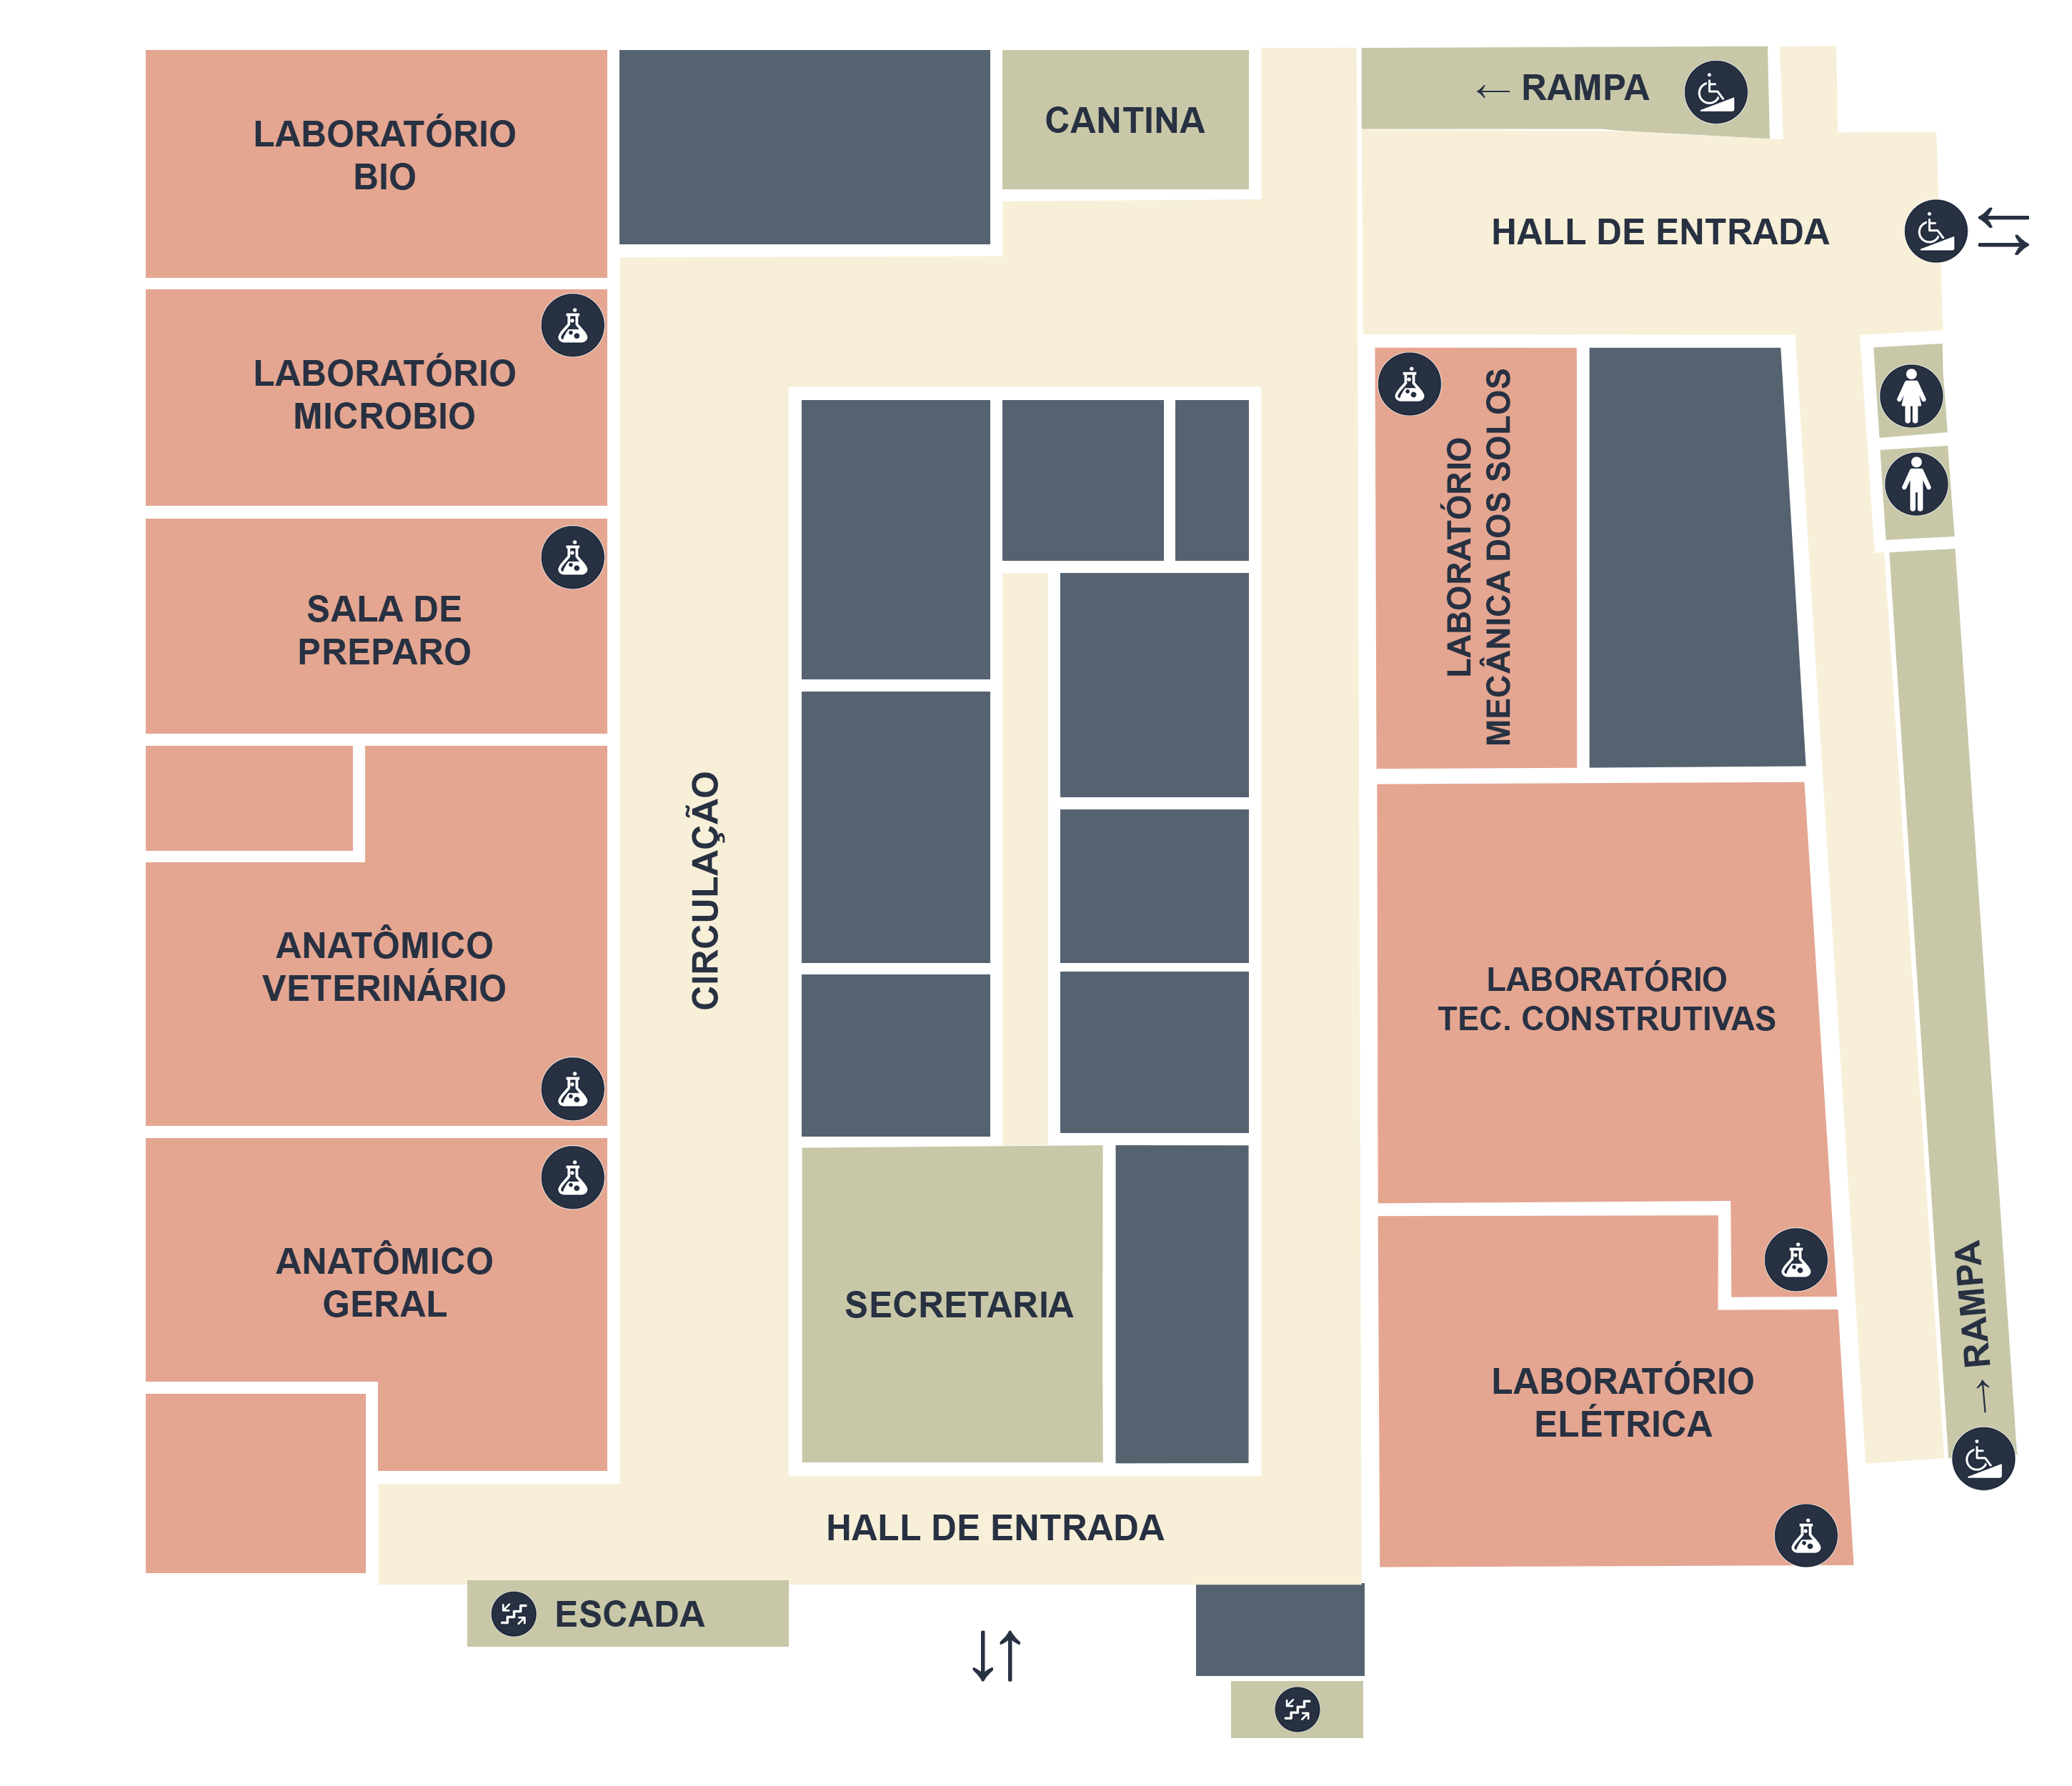 LABORATÓRIO
BIO
CANTINA
← RAMPA
HALL DE ENTRADA
LABORATÓRIO
MICROBIO
LABORATÓRIO
MECÂNICA DOS SOLOS
SALA DE
PREPARO
CIRCULAÇÃO
ANATÔMICO
VETERINÁRIO
LABORATÓRIO
TEC. CONSTRUTIVAS
ANATÔMICO
GERAL
SECRETARIA
→ RAMPA
LABORATÓRIO
ELÉTRICA
HALL DE ENTRADA
ESCADA